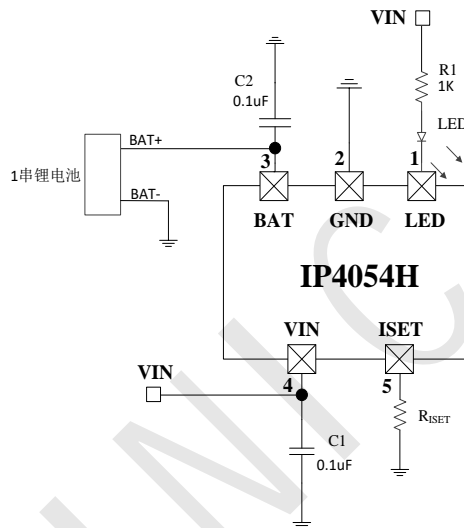 VIN
R1
1K
C2
0.1uF
LED
BAT+
3
2
1
1串锂电池
BAT-
BAT
GND
LED
IP4054H
VIN
ISET
VIN
4
5
RISET
C1
0.1uF
INIC